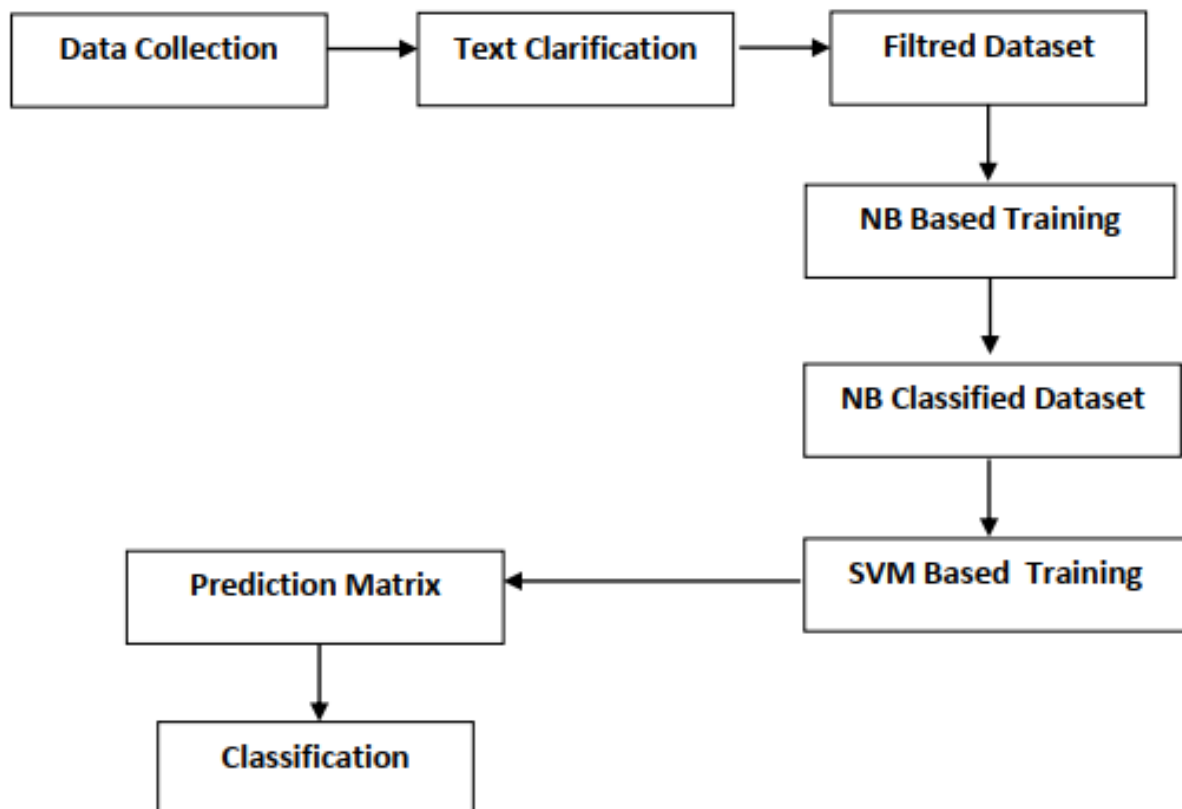 Data Collection
Text Clarification
Filtred Dataset
NB Based Training
NB Classified Dataset
SVM Based  Training
Prediction Matrix
Classification